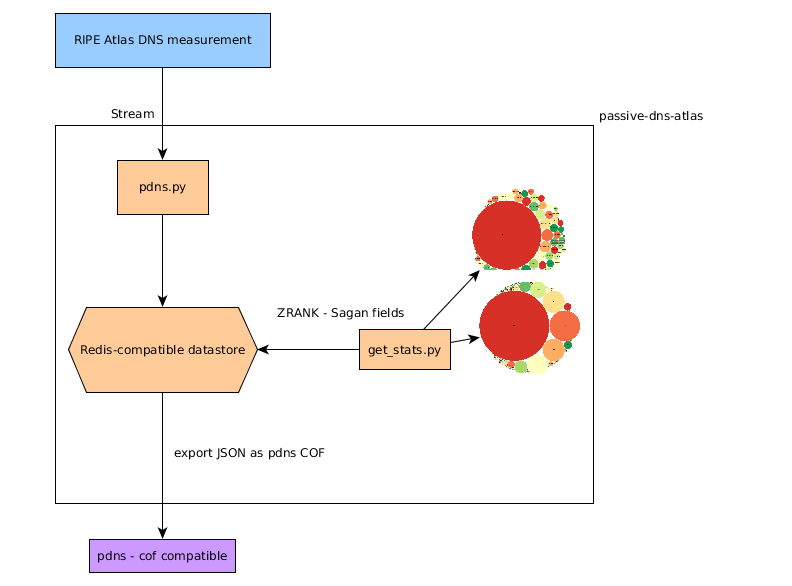 RIPE Atlas DNS measurement
Stream
passive-dns-atlas
pdns.py
ZRANK - Sagan fields
Redis-compatible datastore
get_stats.py
export JSON as pdns COF
pdns - cof compatible